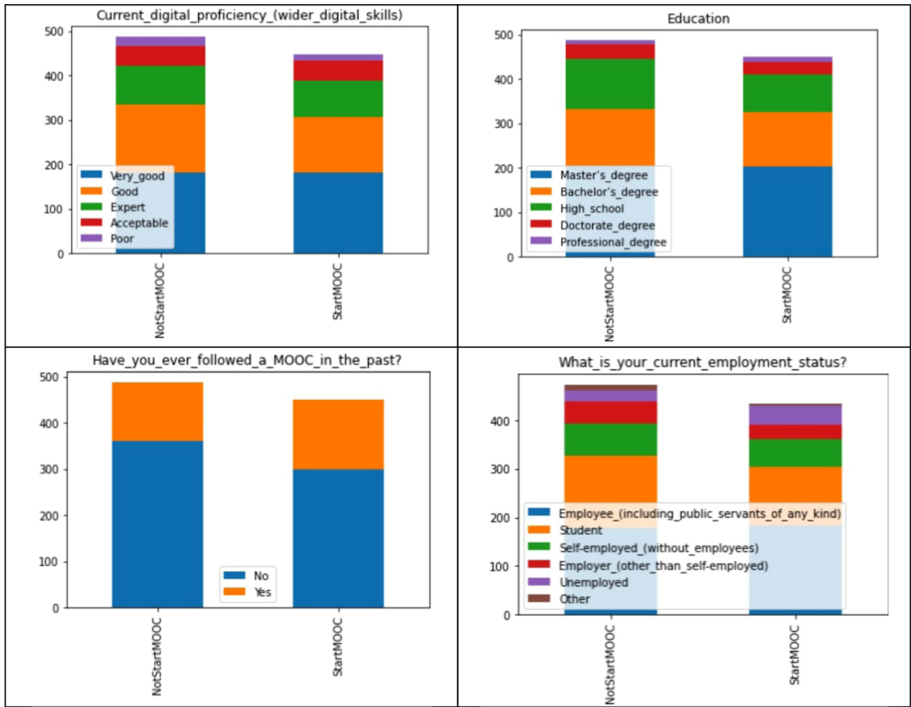 Current_digital_proficiency_(wider_digital_skills)
500
400
300
200
100
0
Very_good
Good
Expert
Acceptable
Poor
NotStartMOOC
StartMOOC
Education
500
400
300
200
100
0
Master’s_degree
Bachelor’s_degree
High_school
Doctorate_degree
Professional_degree
NotStartMOOC
StartMOOC
Have_you_ever_followed_a_MOOC_in_the_past?
500
400
300
200
100
0
No
Yes
NotStartMOOC
StartMOOC
What_is_your_current_employment_status?
400
300
200
100
0
Employee_(including_public_servants_of_any_kind)
Student
Self-employed_(without_employees)
Employer_(other_than_self-employed)
Unemployed
Other
NotStartMOOC
StartMOOC